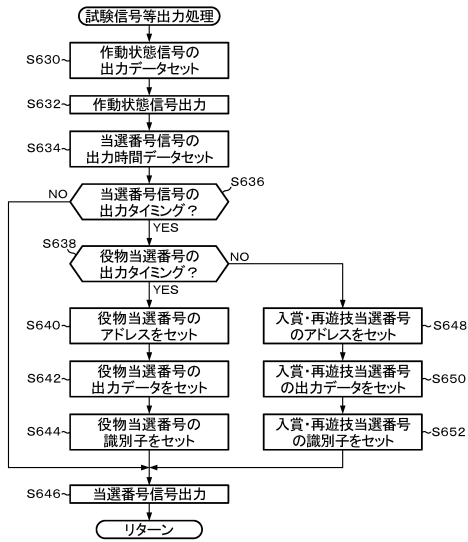 試験信号等出力処理
S630
作動状態信号の
出力データセット
S632
作動状態信号出力
S634
当選番号信号の
出力時間データセット
S636
NO
当選番号信号の
出力タイミング?
YES
S638
役物当選番号の
出力タイミング?
NO
YES
S640
役物当選番号の
アドレスをセット
入賞・再遊技当選番号
のアドレスをセット
S648
S642
役物当選番号の
出力データをセット
入賞・再遊技当選番号
の出力データをセット
S650
S644
役物当選番号の
識別子をセット
入賞・再遊技当選番号
の識別子をセット
S652
S646
当選番号信号出力
リターン